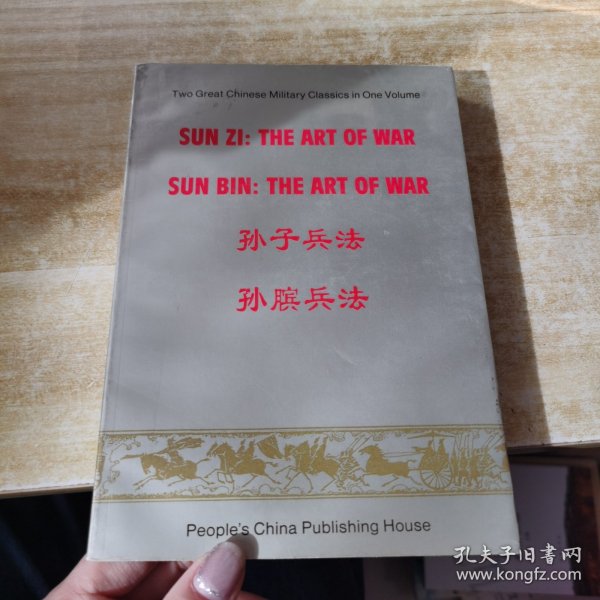 Two Great Chinese Military Classics in One Volume
SUN ZI: THE ART OF WAR
SUN BIN: THE ART OF WAR
孙子兵法
孙膑兵法
People's China Publishing House
孔夫子旧书网
www.kongfz.com